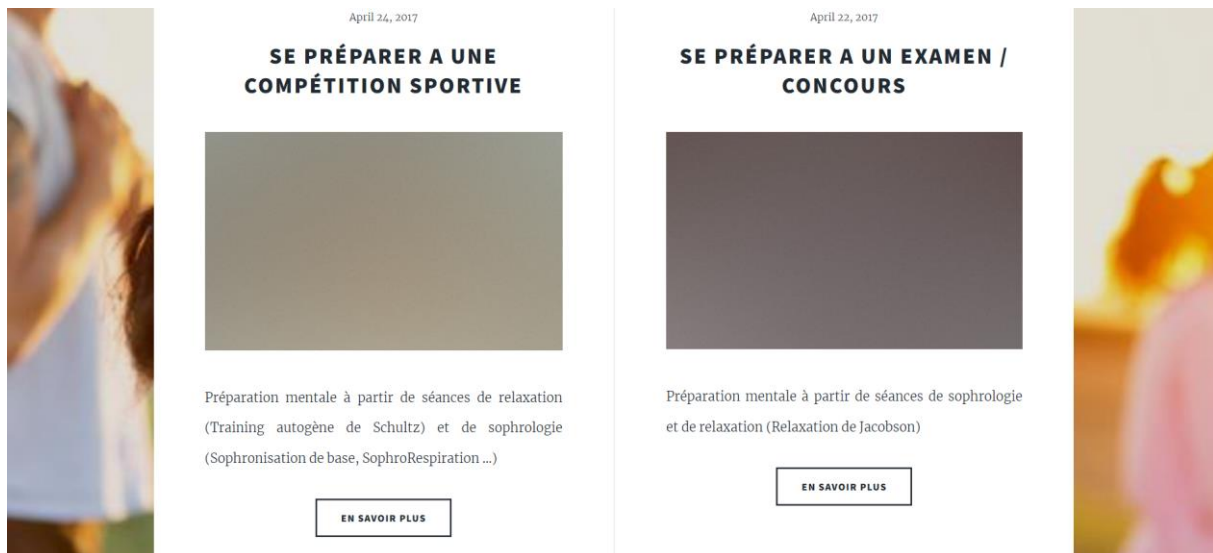 April 24, 2017
SE PRÉPARER A UNE
COMPÉTITION SPORTIVE
Préparation mentale à partir de séances de relaxation
(Training autogène de Schultz) et de sophrologie
(Sophronisation de base, SophroRespiration ...)
EN SAVOIR PLUS
April 22, 2017
SE PRÉPARER A UN EXAMEN /
CONCOURS
Préparation mentale à partir de séances de sophrologie
et de relaxation (Relaxation de Jacobson)
EN SAVOIR PLUS